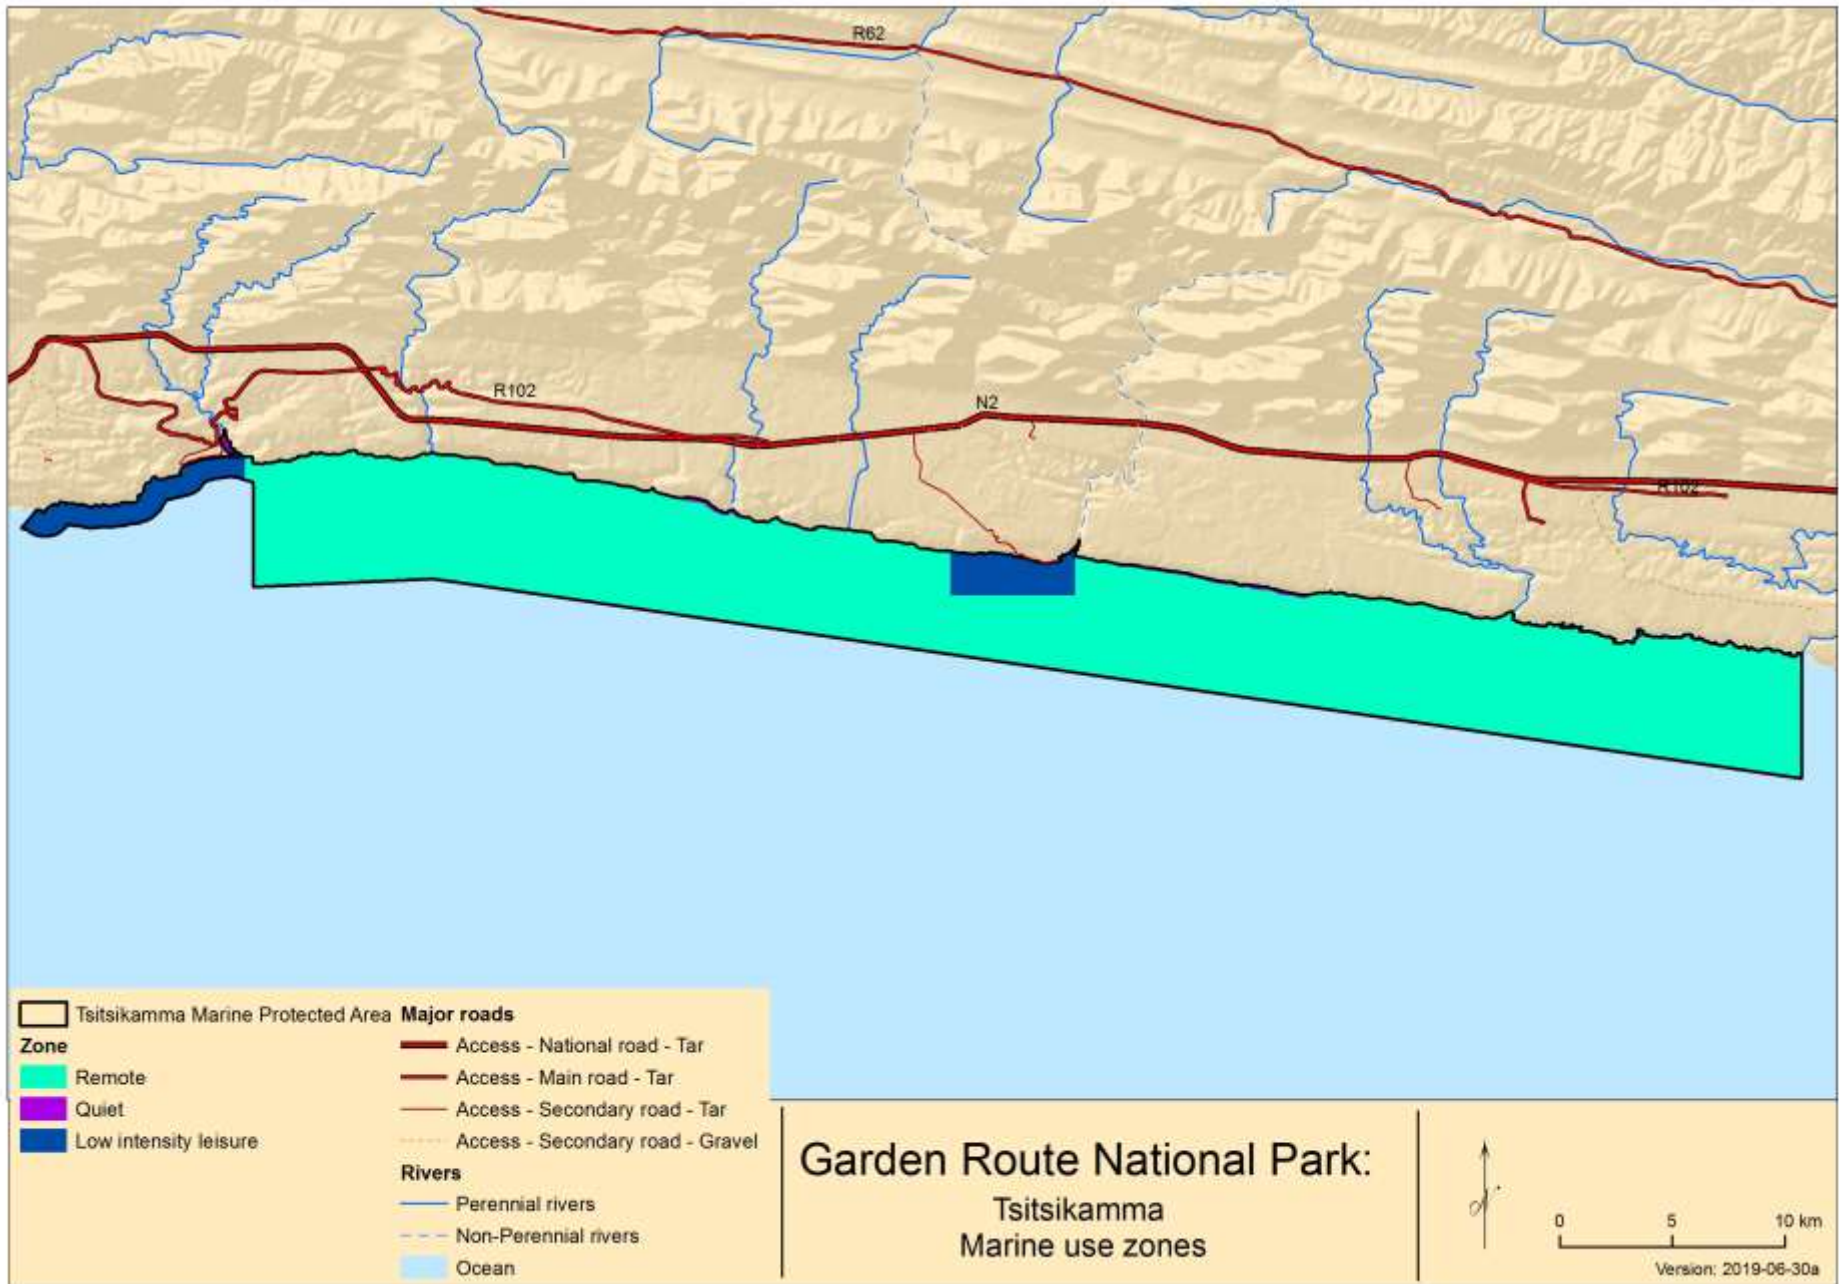 R62
R102
N2
R102
Tsitsikamma Marine Protected Area
Zone
Remote
Quiet
Low intensity leisure
Major roads
Access - National road - Tar
Access - Main road - Tar
Access - Secondary road - Tar
Access - Secondary road - Gravel
Rivers
Perennial rivers
Non-Perennial rivers
Ocean
Garden Route National Park:
Tsitsikamma
Marine use zones
N
0 5 10 km
Version: 2019-06-30a